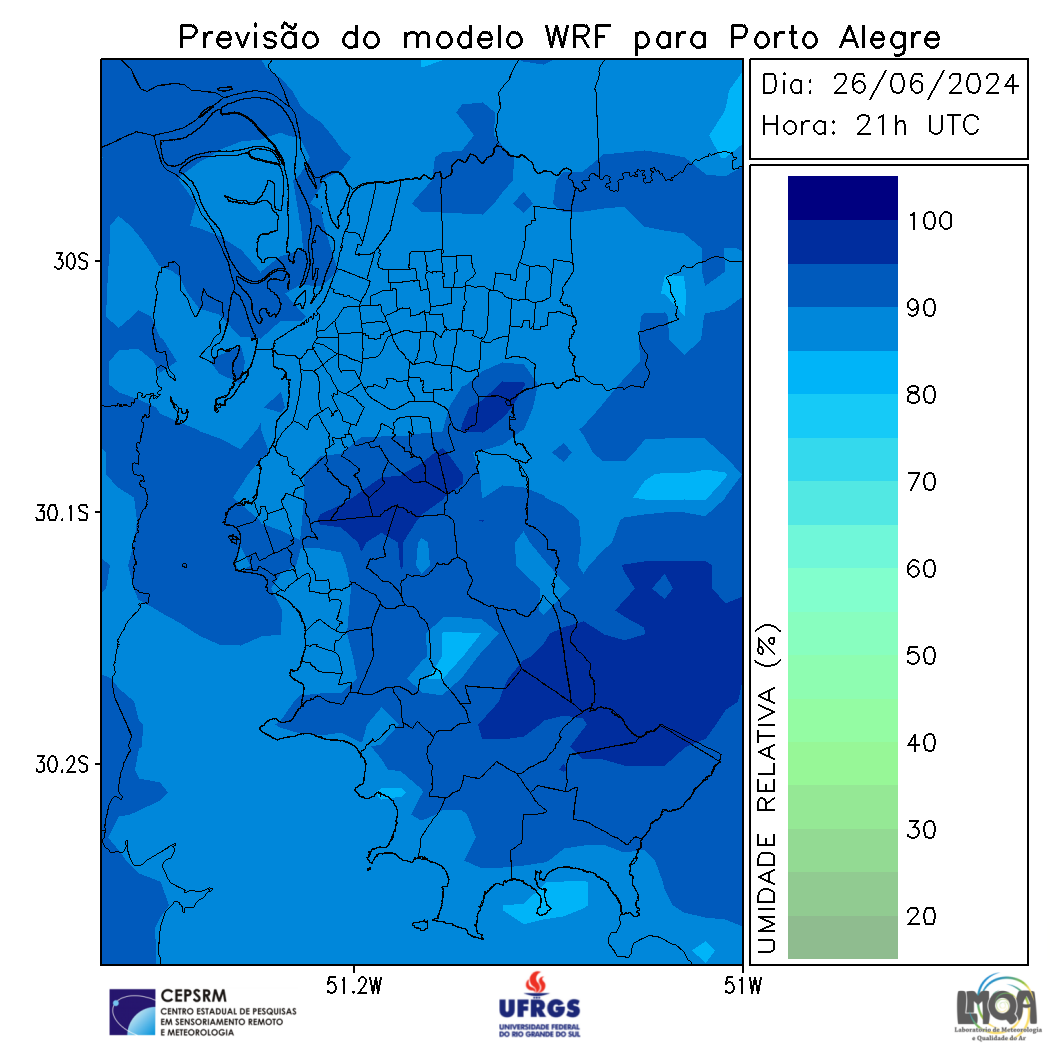 Previsão do modelo WRF para Porto Alegre
Dia: 26/06/2024
Hora: 21h UTC
30S
30.1S
30.2S
51.2W
51W
UMIDADE RELATIVA (%)
100
90
80
70
60
50
40
30
20
CEPSRM
CENTRO ESTADUAL DE PESQUISAS
EM SENSORIAMENTO REMOTO
E METEOROLOGIA
UFRGS
UNIVERSIDADE FEDERAL
DO RIO GRANDE DO SUL
LMQA
Laboratório de Meteorologia
e Qualidade do Ar